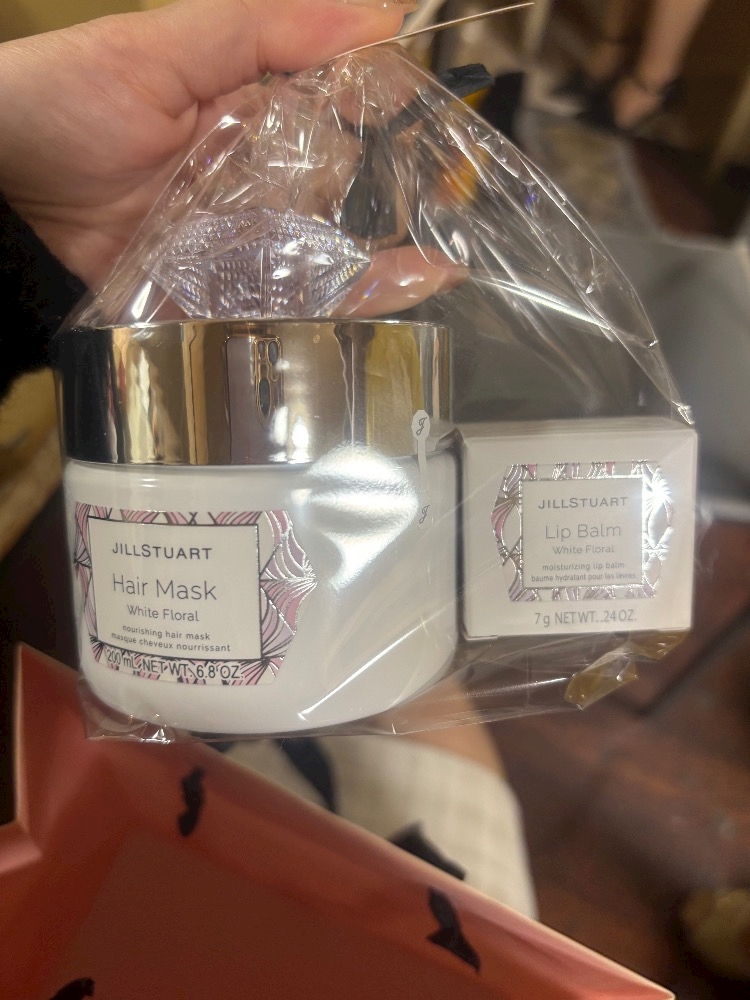 JILLSTUART
Hair Mask
White Floral
nourishing hair mask
masque cheveux nourrissant
200 mL NET WT. 6.8 OZ.
JILLSTUART
Lip Balm
White Floral
moisturizing lip balm
baume hydratant pour les lèvres
7 g NET WT. .24 OZ.
J
J